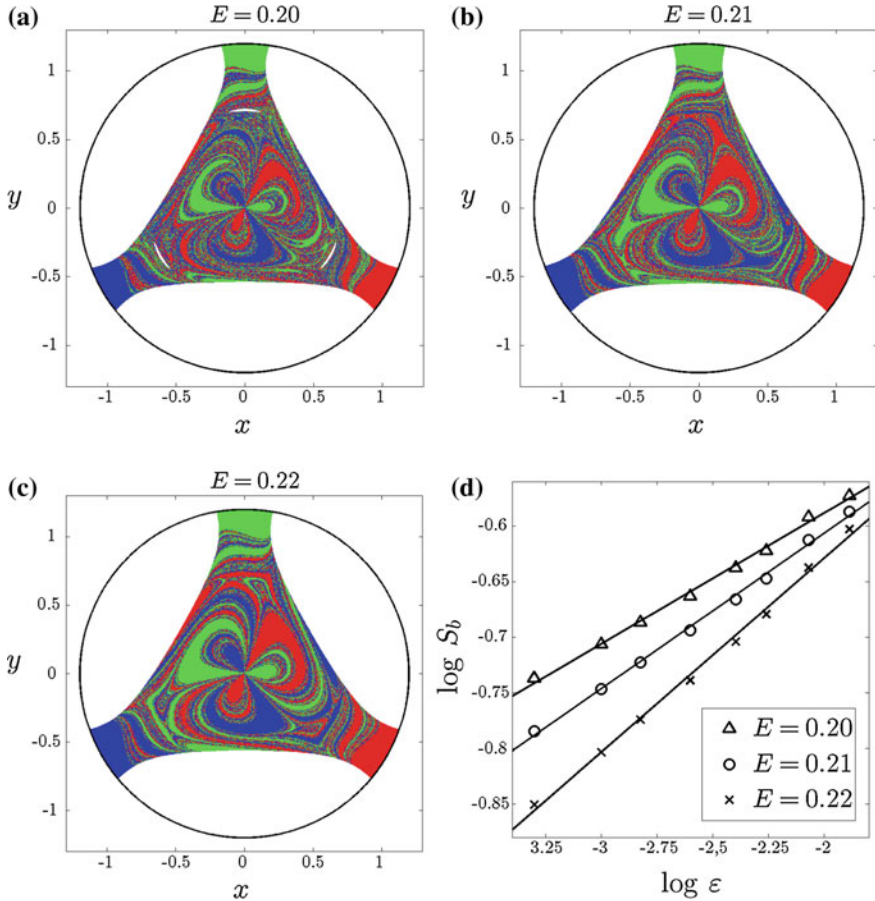 (a) E = 0.20
1
0.5
y 0
-0.5
-1
-1 -0.5 0 0.5 1
x
(b) E = 0.21
1
0.5
y 0
-0.5
-1
-1 -0.5 0 0.5 1
x
(c) E = 0.22
1
0.5
y 0
-0.5
-1
-1 -0.5 0 0.5 1
x
(d)
-0.6
-0.65
log S_b -0.7
-0.75
-0.8
-0.85
△ E = 0.20
○ E = 0.21
× E = 0.22
3.25 -3 -2.75 -2,5 -2.25 -2
log ε